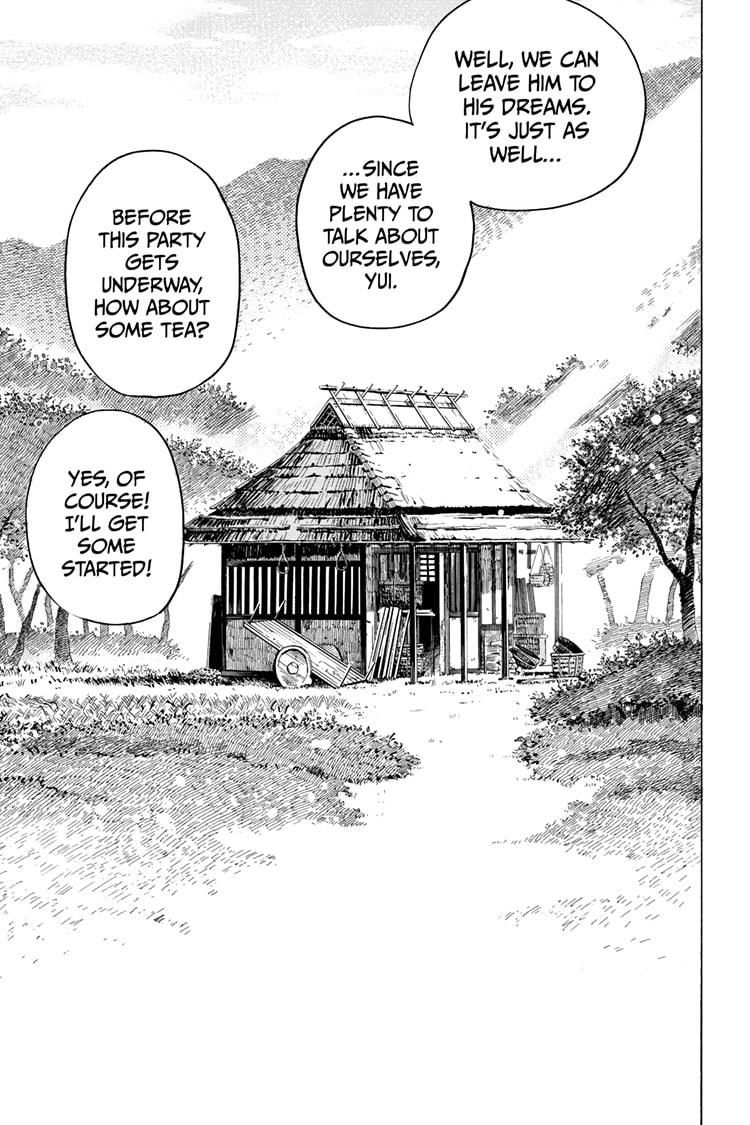 WELL, WE CAN
LEAVE HIM TO
HIS DREAMS.
IT'S JUST AS
WELL...
...SINCE
WE HAVE
PLENTY TO
TALK ABOUT
OURSELVES,
YUI.
BEFORE
THIS PARTY
GETS
UNDERWAY,
HOW ABOUT
SOME TEA?
YES, OF
COURSE!
I'LL GET
SOME
STARTED!